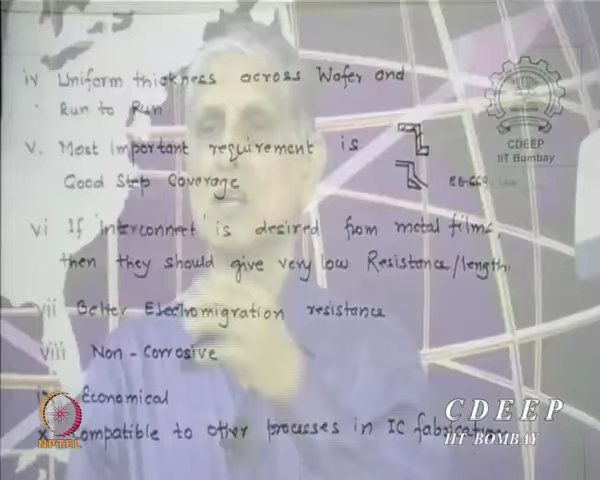 iv Uniform thickness across Wafer and
Run to Run
v. Most important requirement is
Good Step Coverage
CDEEP
IIT Bombay
vi If 'interconnect' is desired from metal films,
then they should give very low Resistance/length.
vii Better Electromigration resistance
viii Non-Corrosive
Economical
x Compatible to other processes in IC fabrication
NPTEL
CDEEP
IIT BOMBAY